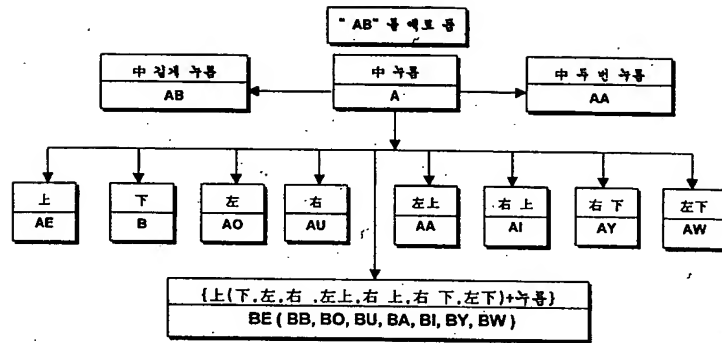 "AB"를 예로 듬
中 길게 누름
AB
中 누름
A
中 두 번 누름
AA
上
AE
下
B
左
AO
右
AU
左上
AA
右 上
AI
右 下
AY
左下
AW
{上(下,左,右 ,左上,右 上,右 下,左下)+누름}
BE ( BB, BO, BU, BA, BI, BY, BW )